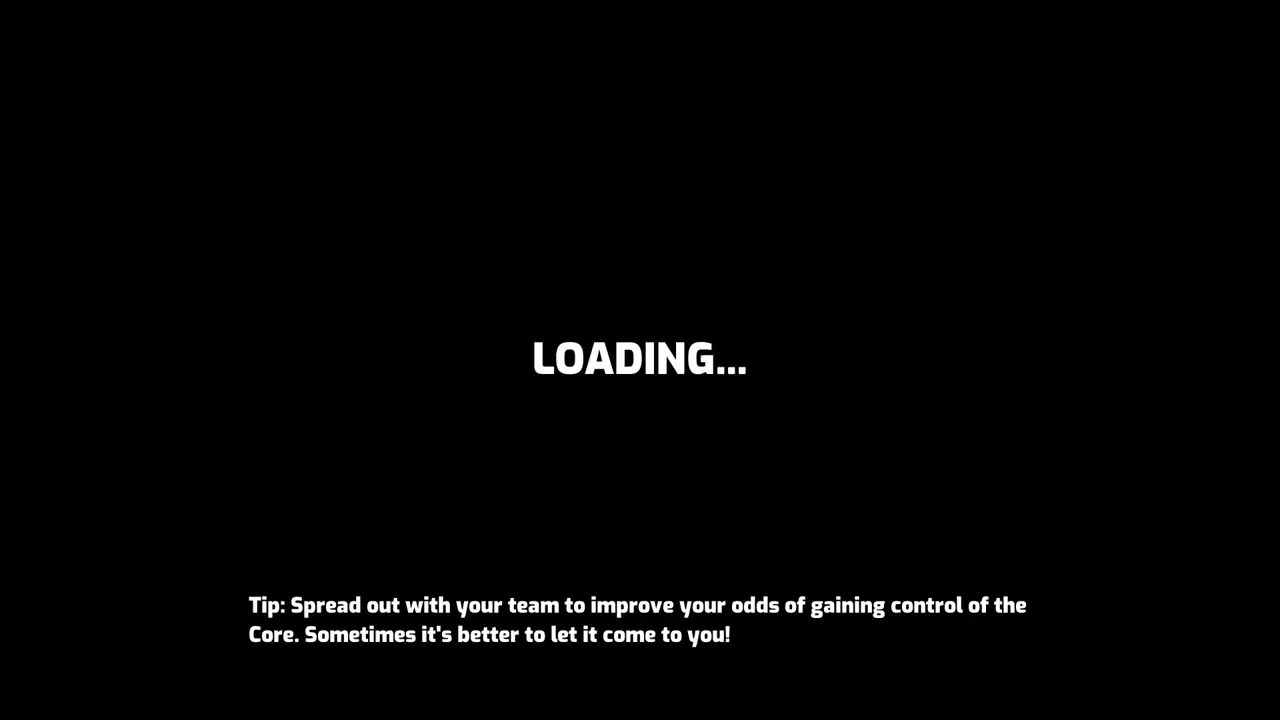 LOADING...
Tip: Spread out with your team to improve your odds of gaining control of the
Core. Sometimes it's better to let it come to you!